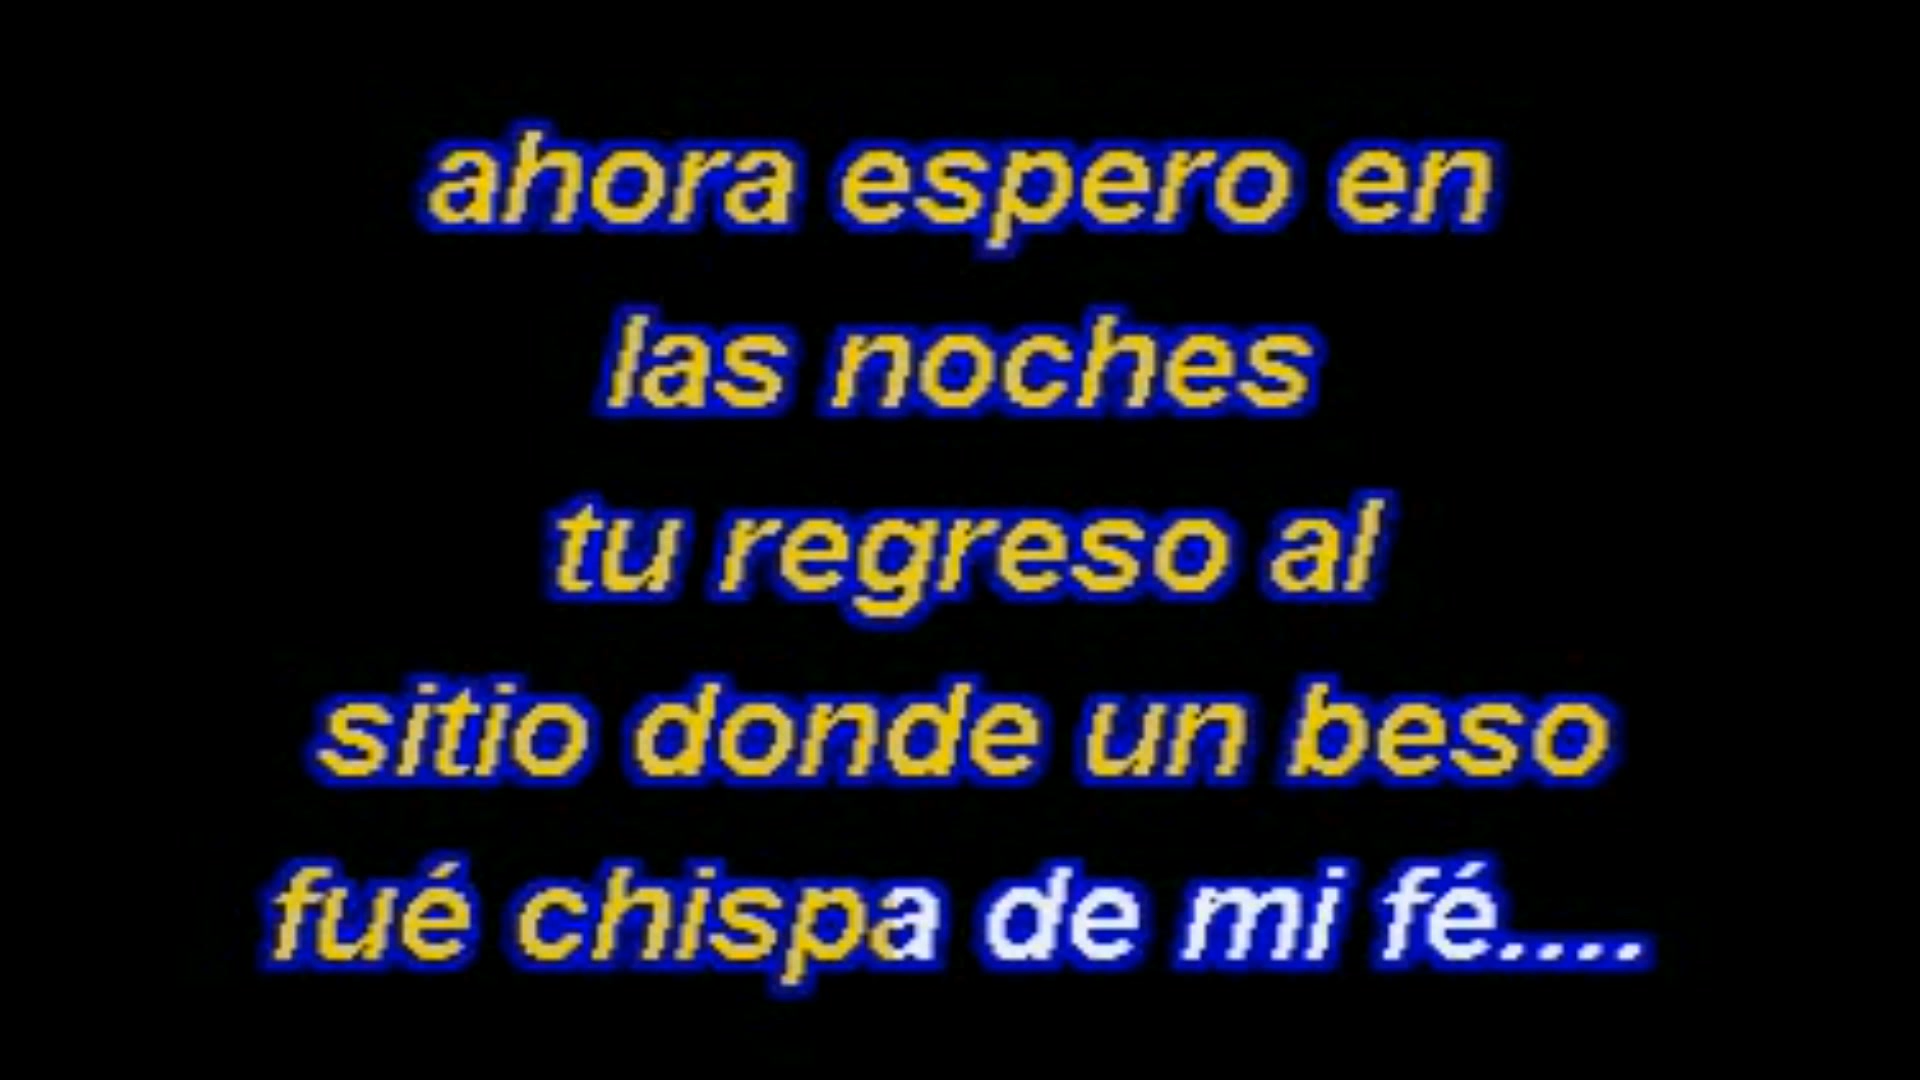 ahora espero en
las noches
tu regreso al
sitio donde un beso
fué chispa de mi fé....